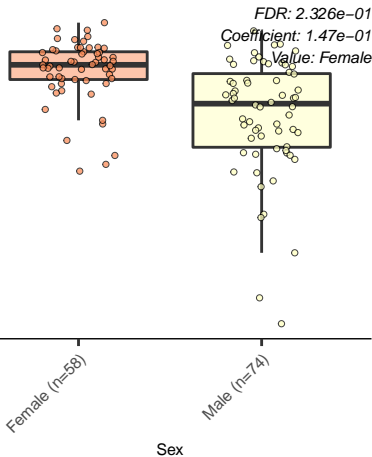 FDR: 2.326e−01
Coefficient: 1.47e−01
Value: Female
Female (n=58)
Male (n=74)
Sex